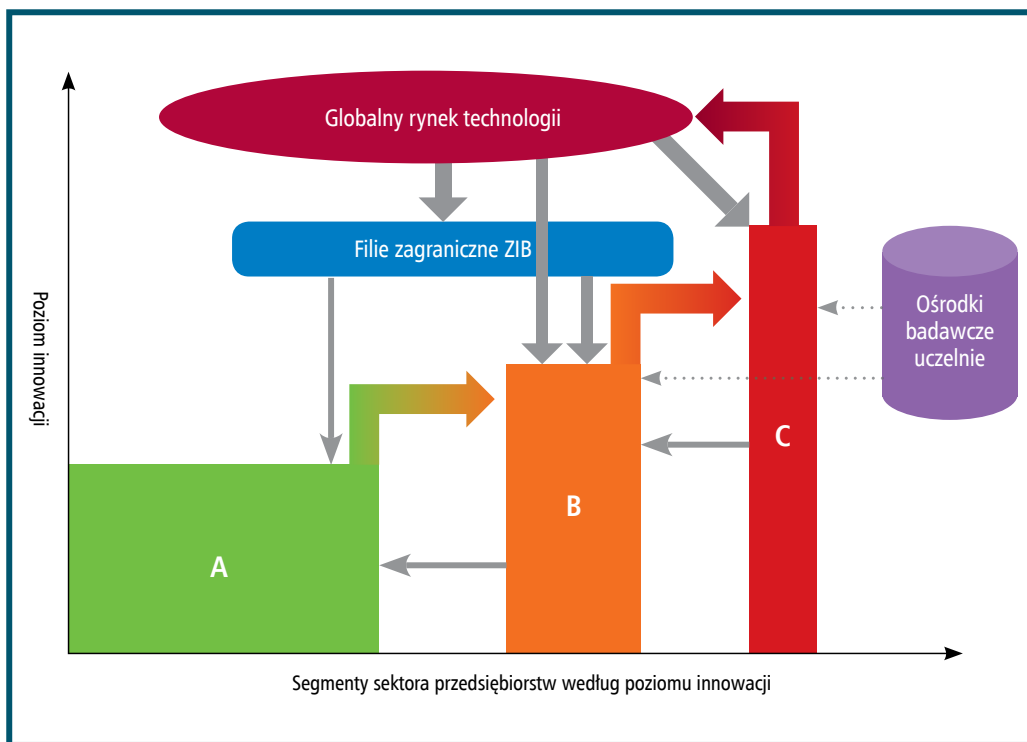 Globalny rynek technologii
Filie zagraniczne ZIB
Ośrodki
badawcze
uczelnie
Poziom innowacji
A
B
C
Segmenty sektora przedsiębiorstw według poziomu innowacji